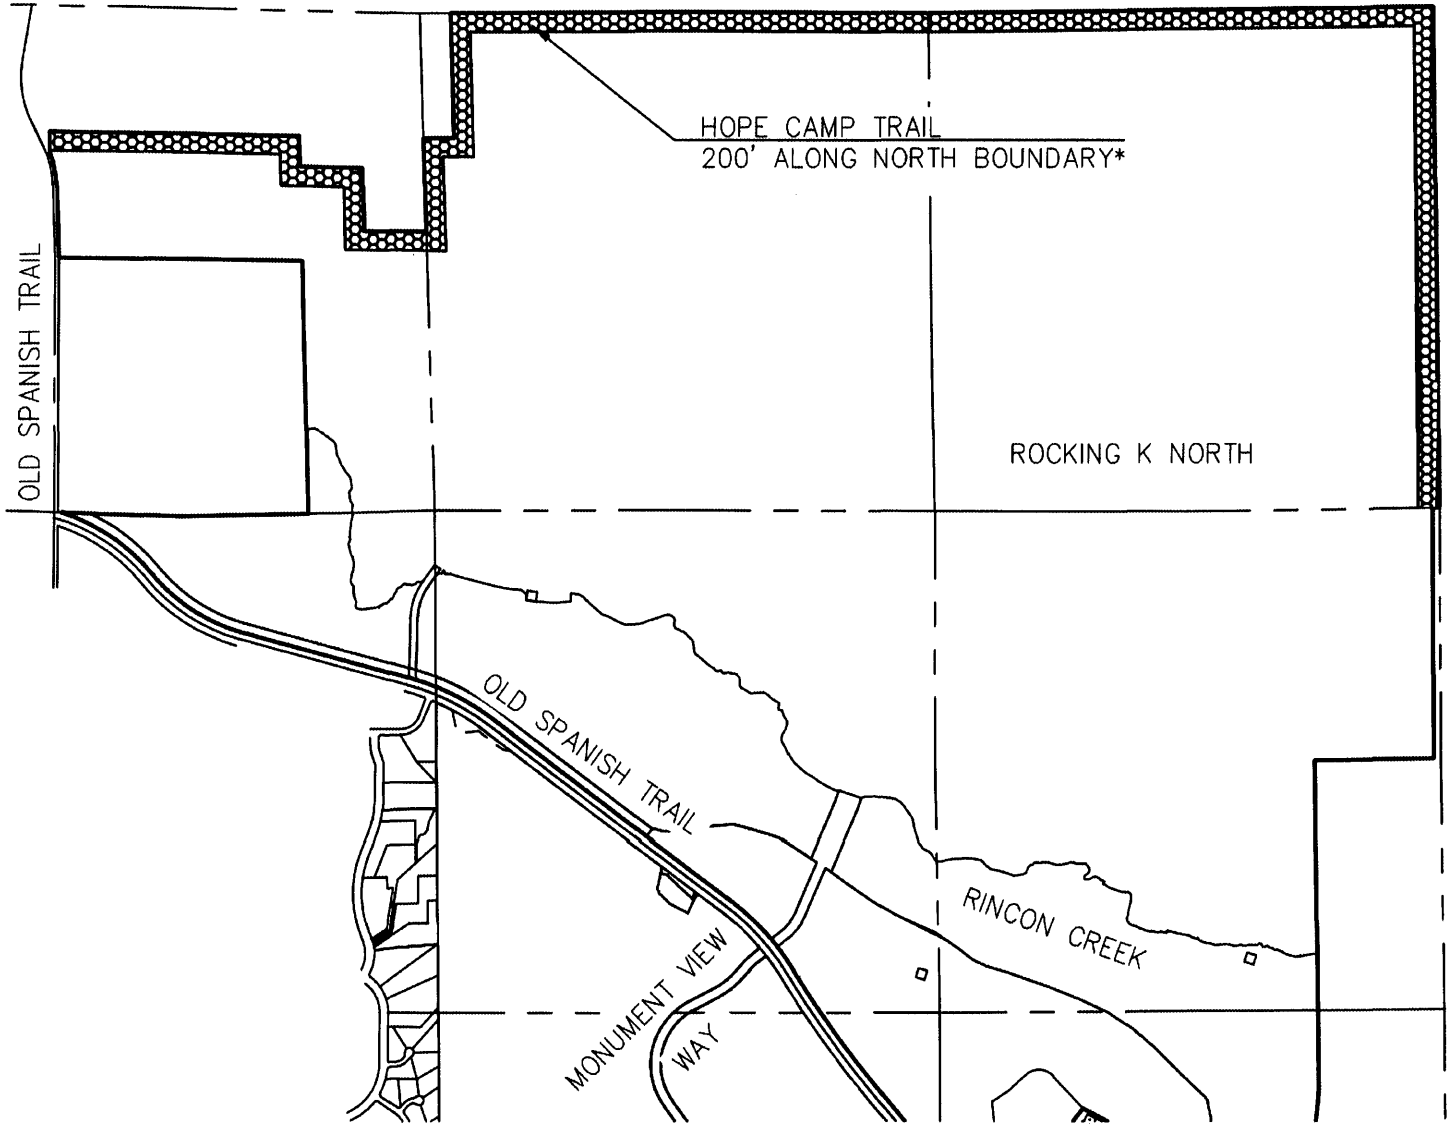 HOPE CAMP TRAIL
200' ALONG NORTH BOUNDARY*
OLD SPANISH TRAIL
ROCKING K NORTH
OLD SPANISH TRAIL
RINCON CREEK
MONUMENT VIEW
WAY